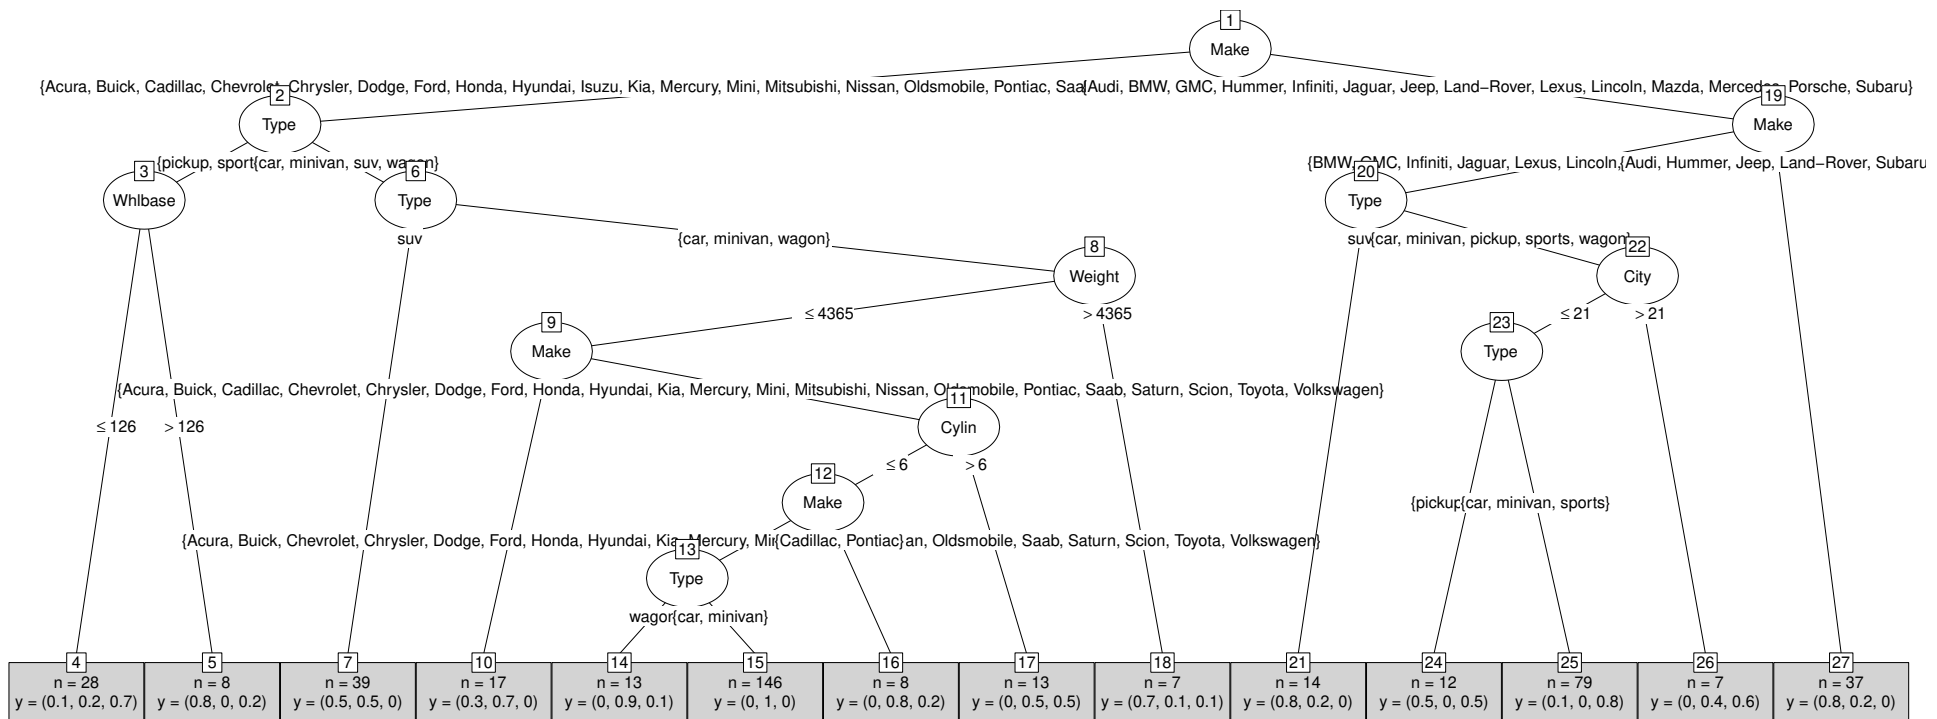 1
Make
{Acura, Buick, Cadillac, Chevrolet, Chrysler, Dodge, Ford, Honda, Hyundai, Isuzu, Kia, Mercury, Mini, Mitsubishi, Nissan, Oldsmobile, Pontiac,
{Audi, BMW, GMC, Hummer, Infiniti, Jaguar, Jeep, Land−Rover, Lexus, Lincoln, Mazda, Mercedes, Porsche, Subaru}
2
Type
19
Make
{pickup, sport
{car, minivan, suv, wagon}
{BMW, GMC, Infiniti, Jaguar, Lexus, Lincoln,
{Audi, Hummer, Jeep, Land−Rover, Subaru
3
Whlbase
6
Type
20
Type
suv
{car, minivan, wagon}
suv
{car, minivan, pickup, sports, wagon}
8
Weight
22
City
≤ 4365
> 4365
≤ 21
> 21
9
Make
23
Type
{Acura, Buick, Cadillac, Chevrolet, Chrysler, Dodge, Ford, Honda, Hyundai, Kia, Mercury, Mini, Mitsubishi, Nissan, Oldsmobile, Pontiac, Saab, Saturn, Scion, Toyota, Volkswagen}
11
Cylin
≤ 126
> 126
≤ 6
> 6
12
Make
{pickup
{car, minivan, sports}
{Acura, Buick, Chevrolet, Chrysler, Dodge, Ford, Honda, Hyundai, Kia, Mercury,
{Cadillac, Pontiac}
an, Oldsmobile, Saab, Saturn, Scion, Toyota, Volkswagen}
13
Type
wagon
{car, minivan}
4
n = 28
y = (0.1, 0.2, 0.7)
5
n = 8
y = (0.8, 0, 0.2)
7
n = 39
y = (0.5, 0.5, 0)
10
n = 17
y = (0.3, 0.7, 0)
14
n = 13
y = (0, 0.9, 0.1)
15
n = 146
y = (0, 1, 0)
16
n = 8
y = (0, 0.8, 0.2)
17
n = 13
y = (0, 0.5, 0.5)
18
n = 7
y = (0.7, 0.1, 0.1)
21
n = 14
y = (0.8, 0.2, 0)
24
n = 12
y = (0.5, 0, 0.5)
25
n = 79
y = (0.1, 0, 0.8)
26
n = 7
y = (0, 0.4, 0.6)
27
n = 37
y = (0.8, 0.2, 0)